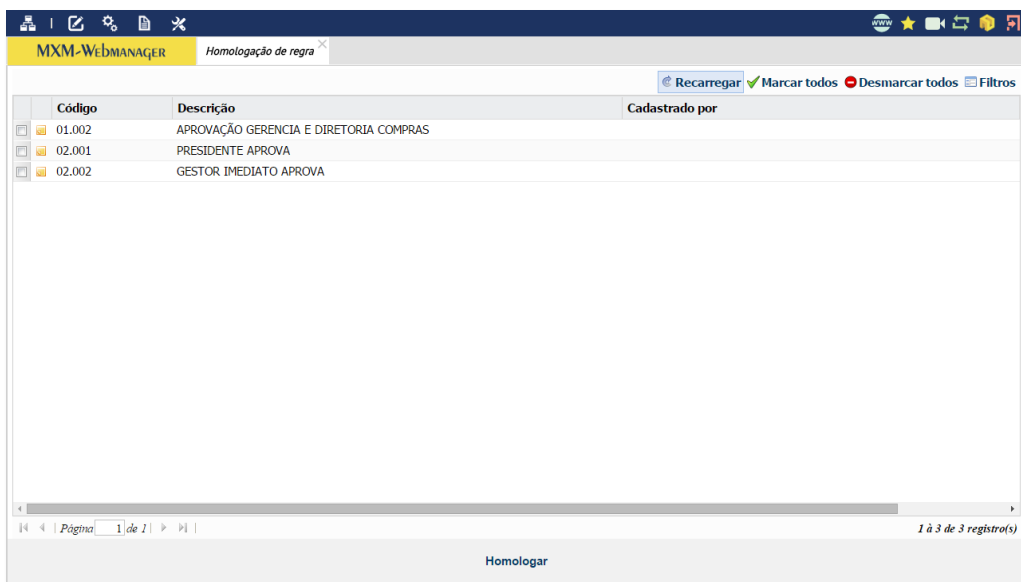 www
MXM-WEbMANAGER Homologação de regra
Recarregar Marcar todos Desmarcar todos Filtros
Código Descrição Cadastrado por
01.002 APROVAÇÃO GERENCIA E DIRETORIA COMPRAS
02.001 PRESIDENTE APROVA
02.002 GESTOR IMEDIATO APROVA
Página 1 de 1 1 à 3 de 3 registro(s)
Homologar